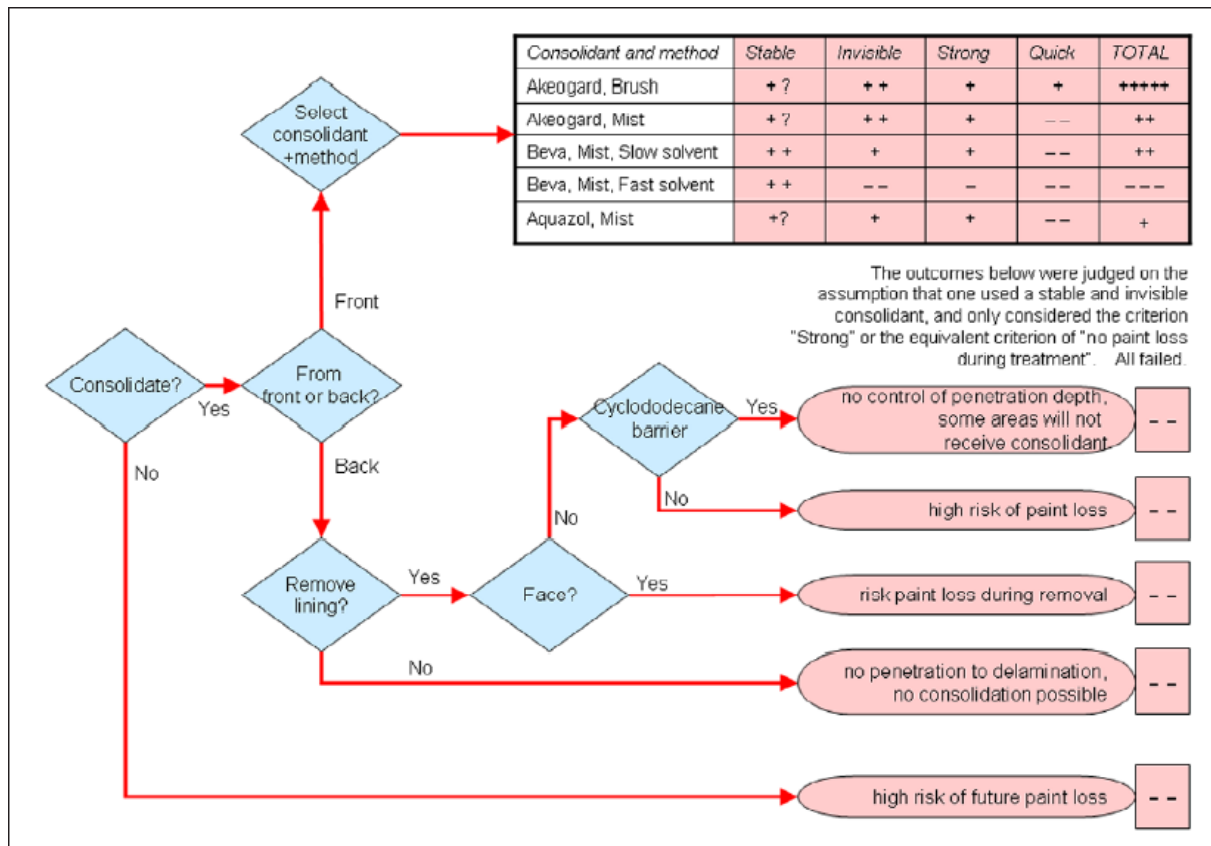 Consolidant and method Stable Invisible Strong Quick TOTAL
Akeogard, Brush + ? + + + + +++++
Akeogard, Mist + ? + + + – – ++
Beva, Mist, Slow solvent + + + + – – ++
Beva, Mist, Fast solvent + + – – – – – – – –
Aquazol, Mist +? + + – – +
Select
consolidant
+method
Front
The outcomes below were judged on the
assumption that one used a stable and invisible
consolidant, and only considered the criterion
"Strong" or the equivalent criterion of "no paint loss
during treatment". All failed.
Consolidate?
Yes
No
From
front or back?
Back
Cyclododecane
barrier
Yes
no control of penetration depth,
some areas will not
receive consolidant
– –
No
high risk of paint loss
– –
No
Remove
lining?
Yes
Face?
Yes
risk paint loss during removal
– –
No
no penetration to delamination,
no consolidation possible
– –
high risk of future paint loss
– –